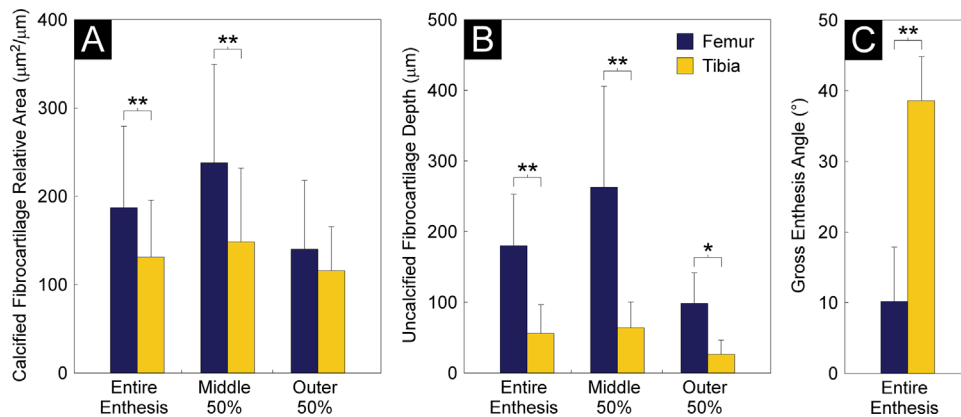 A
Calcified Fibrocartilage Relative Area (μm²/μm)
400
300
200
100
0
**
**
Entire
Enthesis
Middle
50%
Outer
50%
B
Uncalcified Fibrocartilage Depth (μm)
500
400
300
200
100
0
Femur
Tibia
**
**
*
Entire
Enthesis
Middle
50%
Outer
50%
C
Gross Enthesis Angle (°)
50
40
30
20
10
0
**
Entire
Enthesis